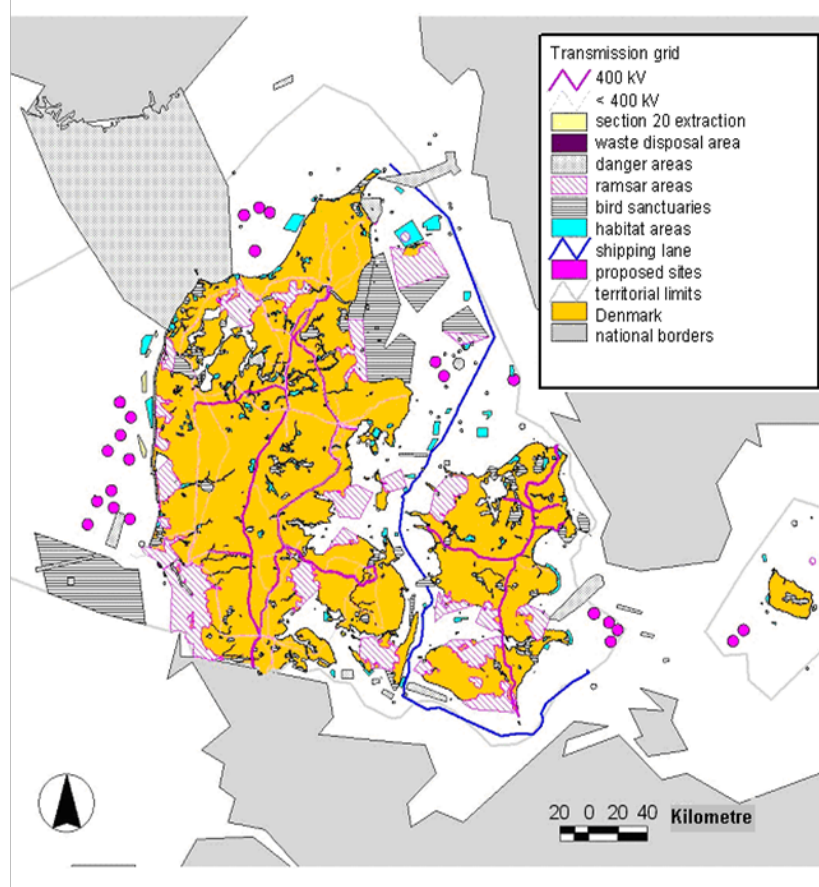 Transmission grid
400 kV
< 400 kV
section 20 extraction
waste disposal area
danger areas
ramsar areas
bird sanctuaries
habitat areas
shipping lane
proposed sites
territorial limits
Denmark
national borders
20 0 20 40 Kilometre